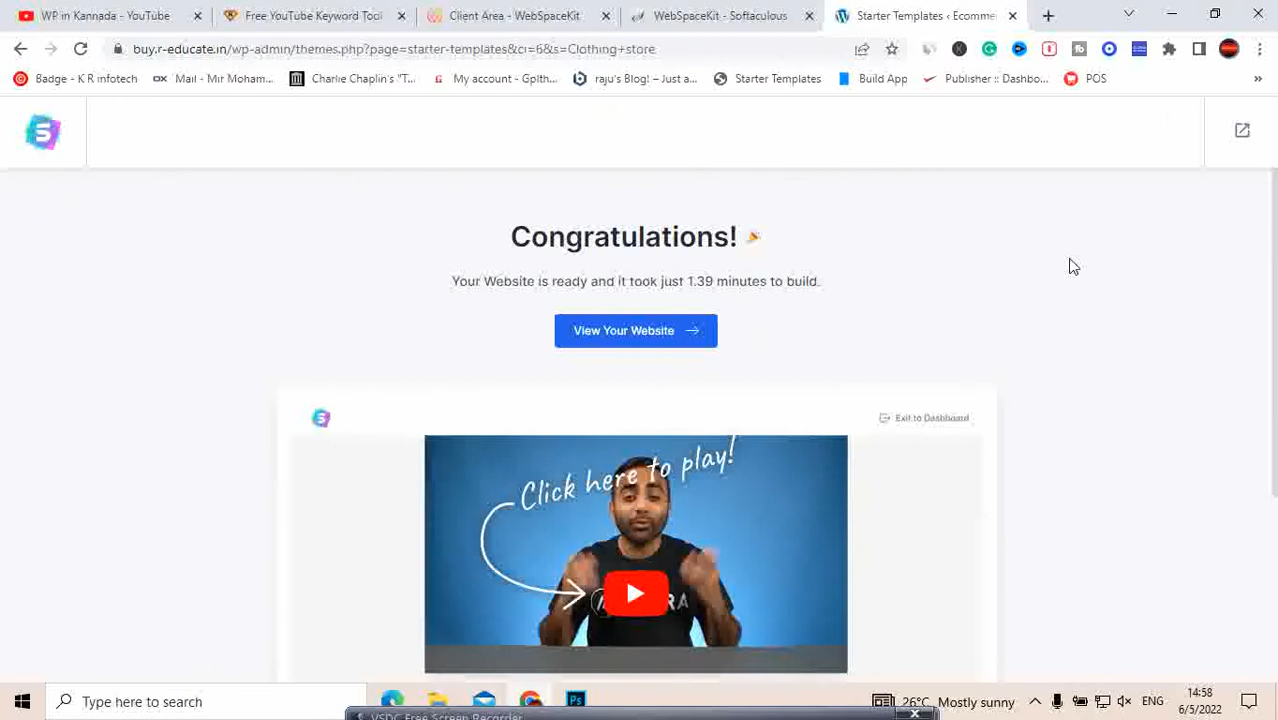 WP in Kannada - YouTube
Free YouTube Keyword Tool
Client Area - WebSpaceKit
WebSpaceKit - Softaculous
Starter Templates ‹ Ecomme
buy.r-educate.in/wp-admin/themes.php?page=starter-templates&ci=6&s=Clothing+store
Badge - K R infotech
Mail - Mir Moham...
Charlie Chaplin's "T...
My account - Gplth...
raju's Blog! – Just a...
Starter Templates
Build App
Publisher :: Dashbo...
POS
»
Congratulations!
Your Website is ready and it took just 1.39 minutes to build.
View Your Website
Exit to Dashboard
Click here to play!
Type here to search
26°C Mostly sunny
ENG
14:58
6/5/2022
VSDC Free Screen Recorder